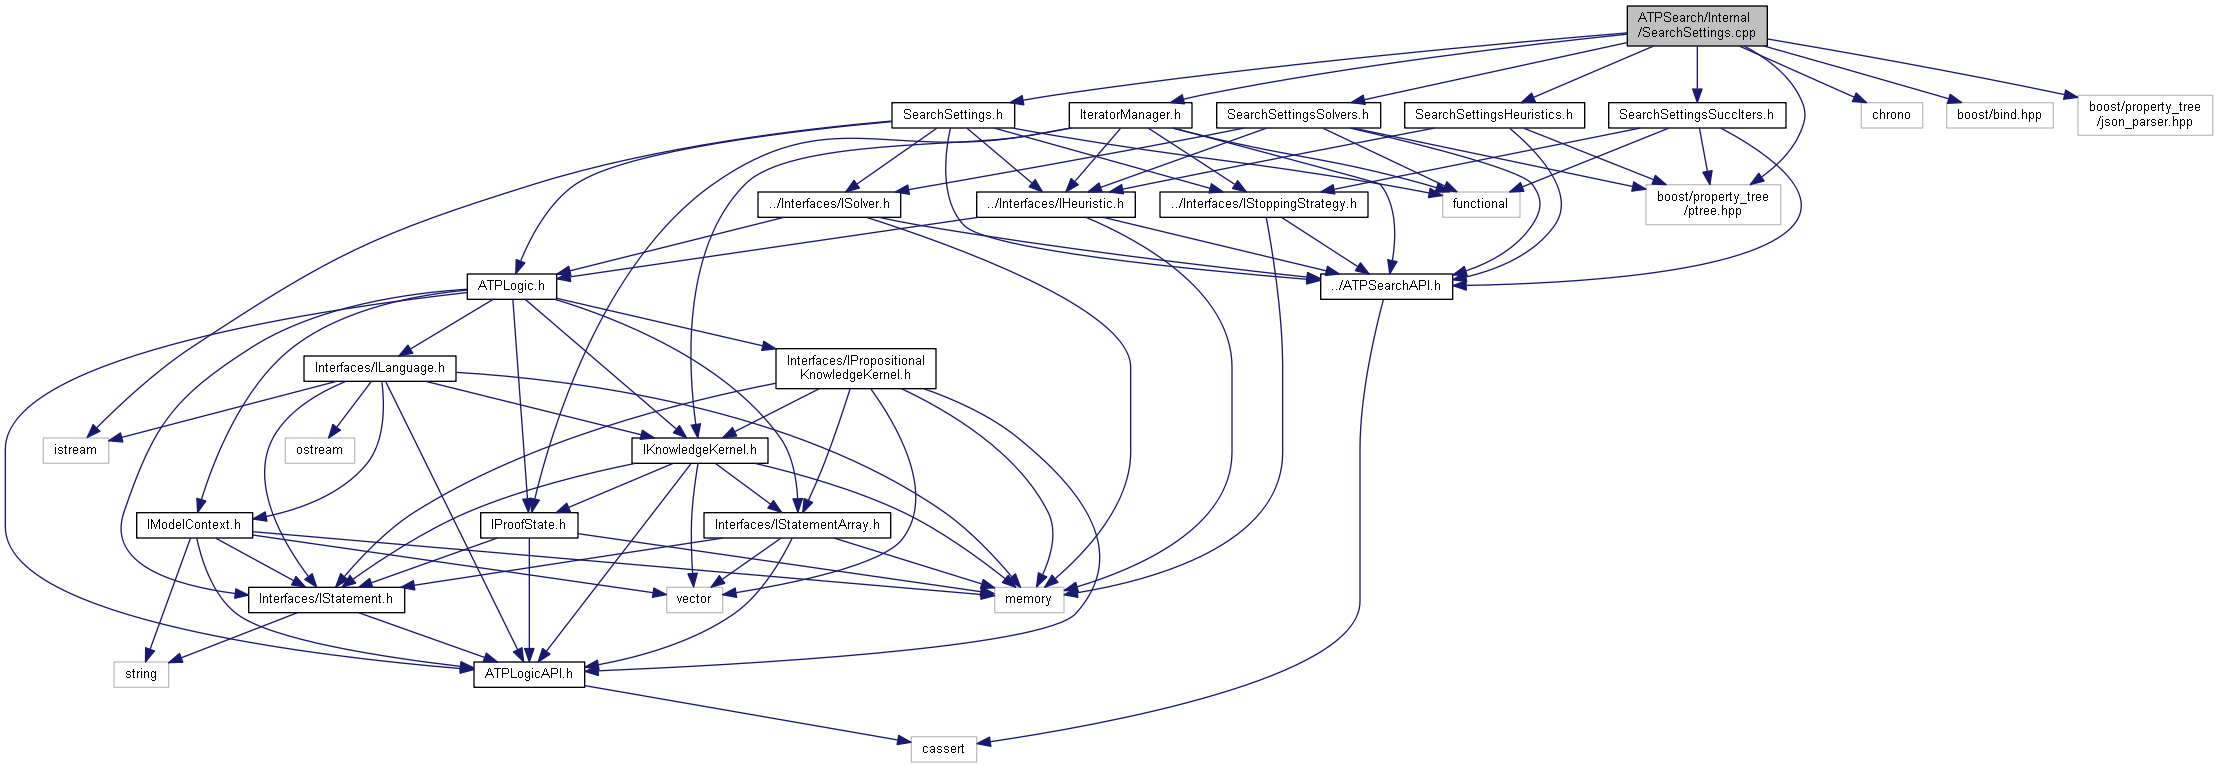 ATPSearch/Internal
/SearchSettings.cpp
SearchSettings.h
IteratorManager.h
SearchSettingsSolvers.h
SearchSettingsHeuristics.h
SearchSettingsSuccIters.h
chrono
boost/bind.hpp
boost/property_tree
/json_parser.hpp
../Interfaces/ISolver.h
../Interfaces/IHeuristic.h
../Interfaces/IStoppingStrategy.h
functional
boost/property_tree
/ptree.hpp
ATPLogic.h
../ATPSearchAPI.h
Interfaces/ILanguage.h
Interfaces/IPropositional
KnowledgeKernel.h
istream
ostream
IKnowledgeKernel.h
IModelContext.h
IProofState.h
Interfaces/IStatementArray.h
Interfaces/IStatement.h
vector
memory
string
ATPLogicAPI.h
cassert